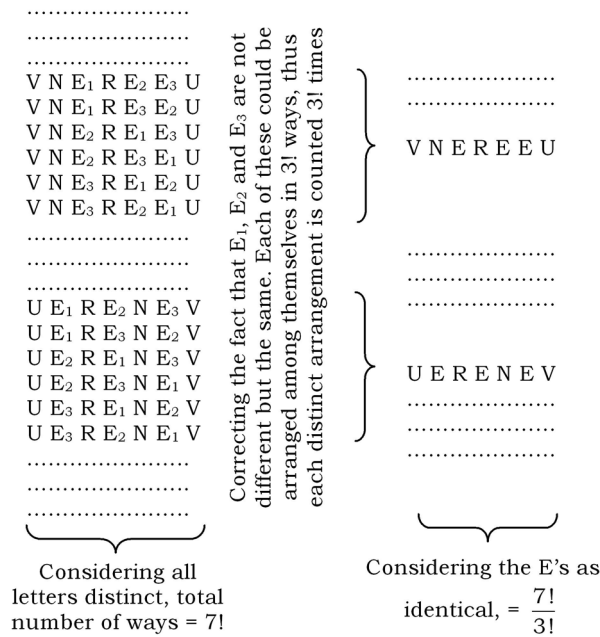 ........................
........................
........................
V N E₁ R E₂ E₃ U
V N E₁ R E₃ E₂ U
V N E₂ R E₁ E₃ U
V N E₂ R E₃ E₁ U
V N E₃ R E₁ E₂ U
V N E₃ R E₂ E₁ U
........................
........................
........................
U E₁ R E₂ N E₃ V
U E₁ R E₃ N E₂ V
U E₂ R E₁ N E₃ V
U E₂ R E₃ N E₁ V
U E₃ R E₁ N E₂ V
U E₃ R E₂ N E₁ V
........................
........................
........................
Considering all
letters distinct, total
number of ways = 7!
Correcting the fact that E₁, E₂ and E₃ are not
different but the same. Each of these could be
arranged among themselves in 3! ways, thus
each distinct arrangement is counted 3! times
......................
......................
V N E R E E U
......................
......................
......................
U E R E N E V
......................
......................
......................
Considering the E's as
identical, = 7!/3!